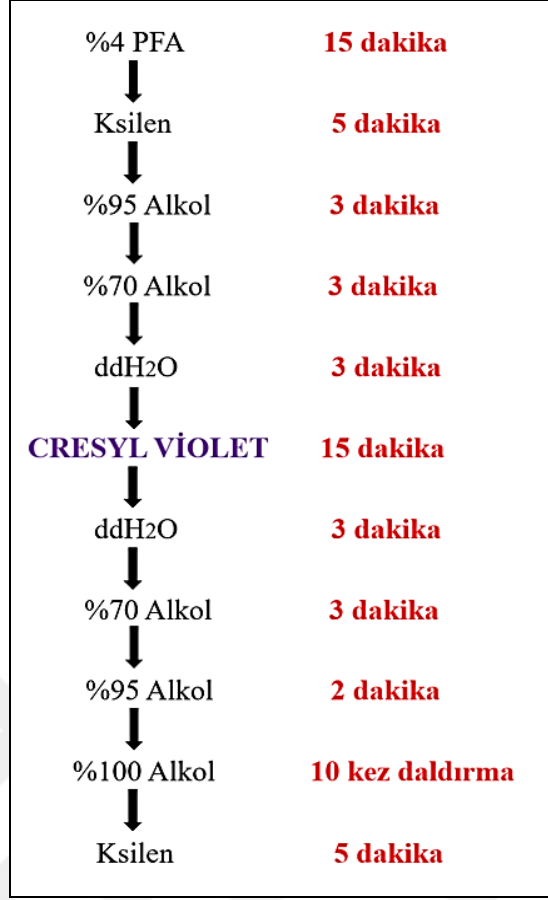 %4 PFA 15 dakika
Ksilen 5 dakika
%95 Alkol 3 dakika
%70 Alkol 3 dakika
ddH2O 3 dakika
CRESYL VİOLET 15 dakika
ddH2O 3 dakika
%70 Alkol 3 dakika
%95 Alkol 2 dakika
%100 Alkol 10 kez daldırma
Ksilen 5 dakika